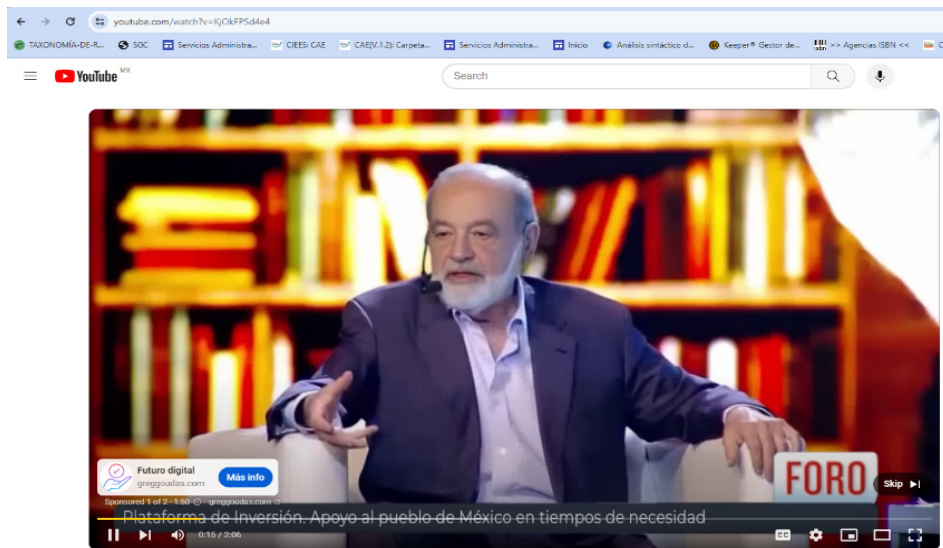 youtube.com/watch?v=KjOkFPSd4e4
TAXONOMÍA-DE-R... SGC Servicios Administra... CIEES: CAE CAE(V.1.2): Carpeta... Servicios Administra... Inicio Análisis sintáctico d... Keeper® Gestor de... >> Agencias ISBN <<
YouTube MX
Search
FORO
Futuro digital
greggoudas.com
Más info
Skip
Sponsored 1 of 2 · 1:50 greggoudas.com
Plataforma de Inversión. Apoyo al pueblo de México en tiempos de necesidad
0:15 / 2:06
CC